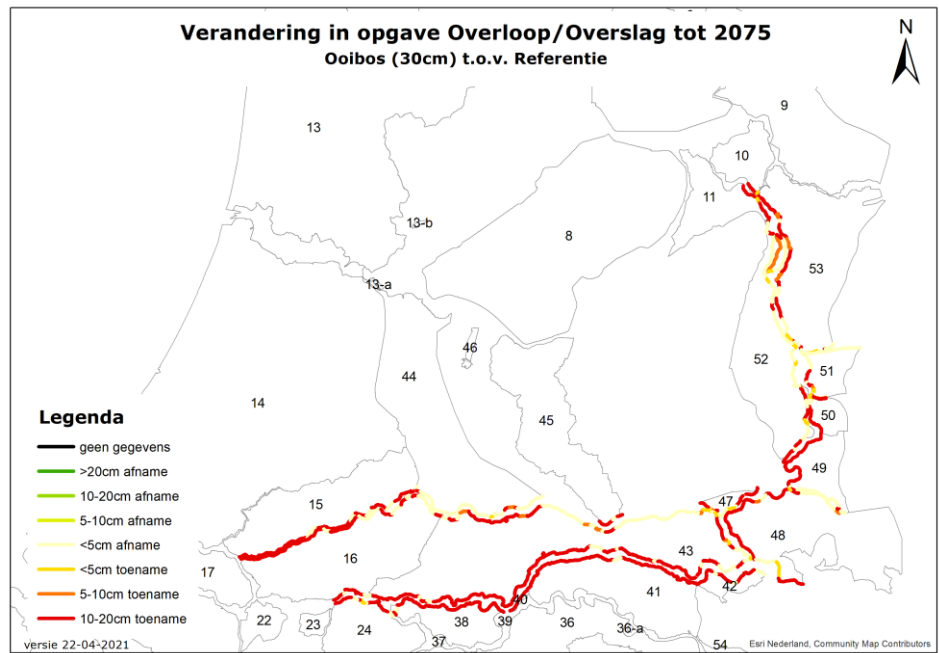 Verandering in opgave Overloop/Overslag tot 2075
Ooibos (30cm) t.o.v. Referentie
N
9
13
10
11
13-b
8
53
13-a
46
52
44
51
14
45
50
Legenda
geen gegevens
>20cm afname
10-20cm afname
5-10cm afname
<5cm afname
<5cm toename
5-10cm toename
10-20cm toename
49
15
47
48
16
43
17
42
41
40
22
23
24
38
39
36
36-a
37
54
versie 22-04-2021
Esri Nederland, Community Map Contributors